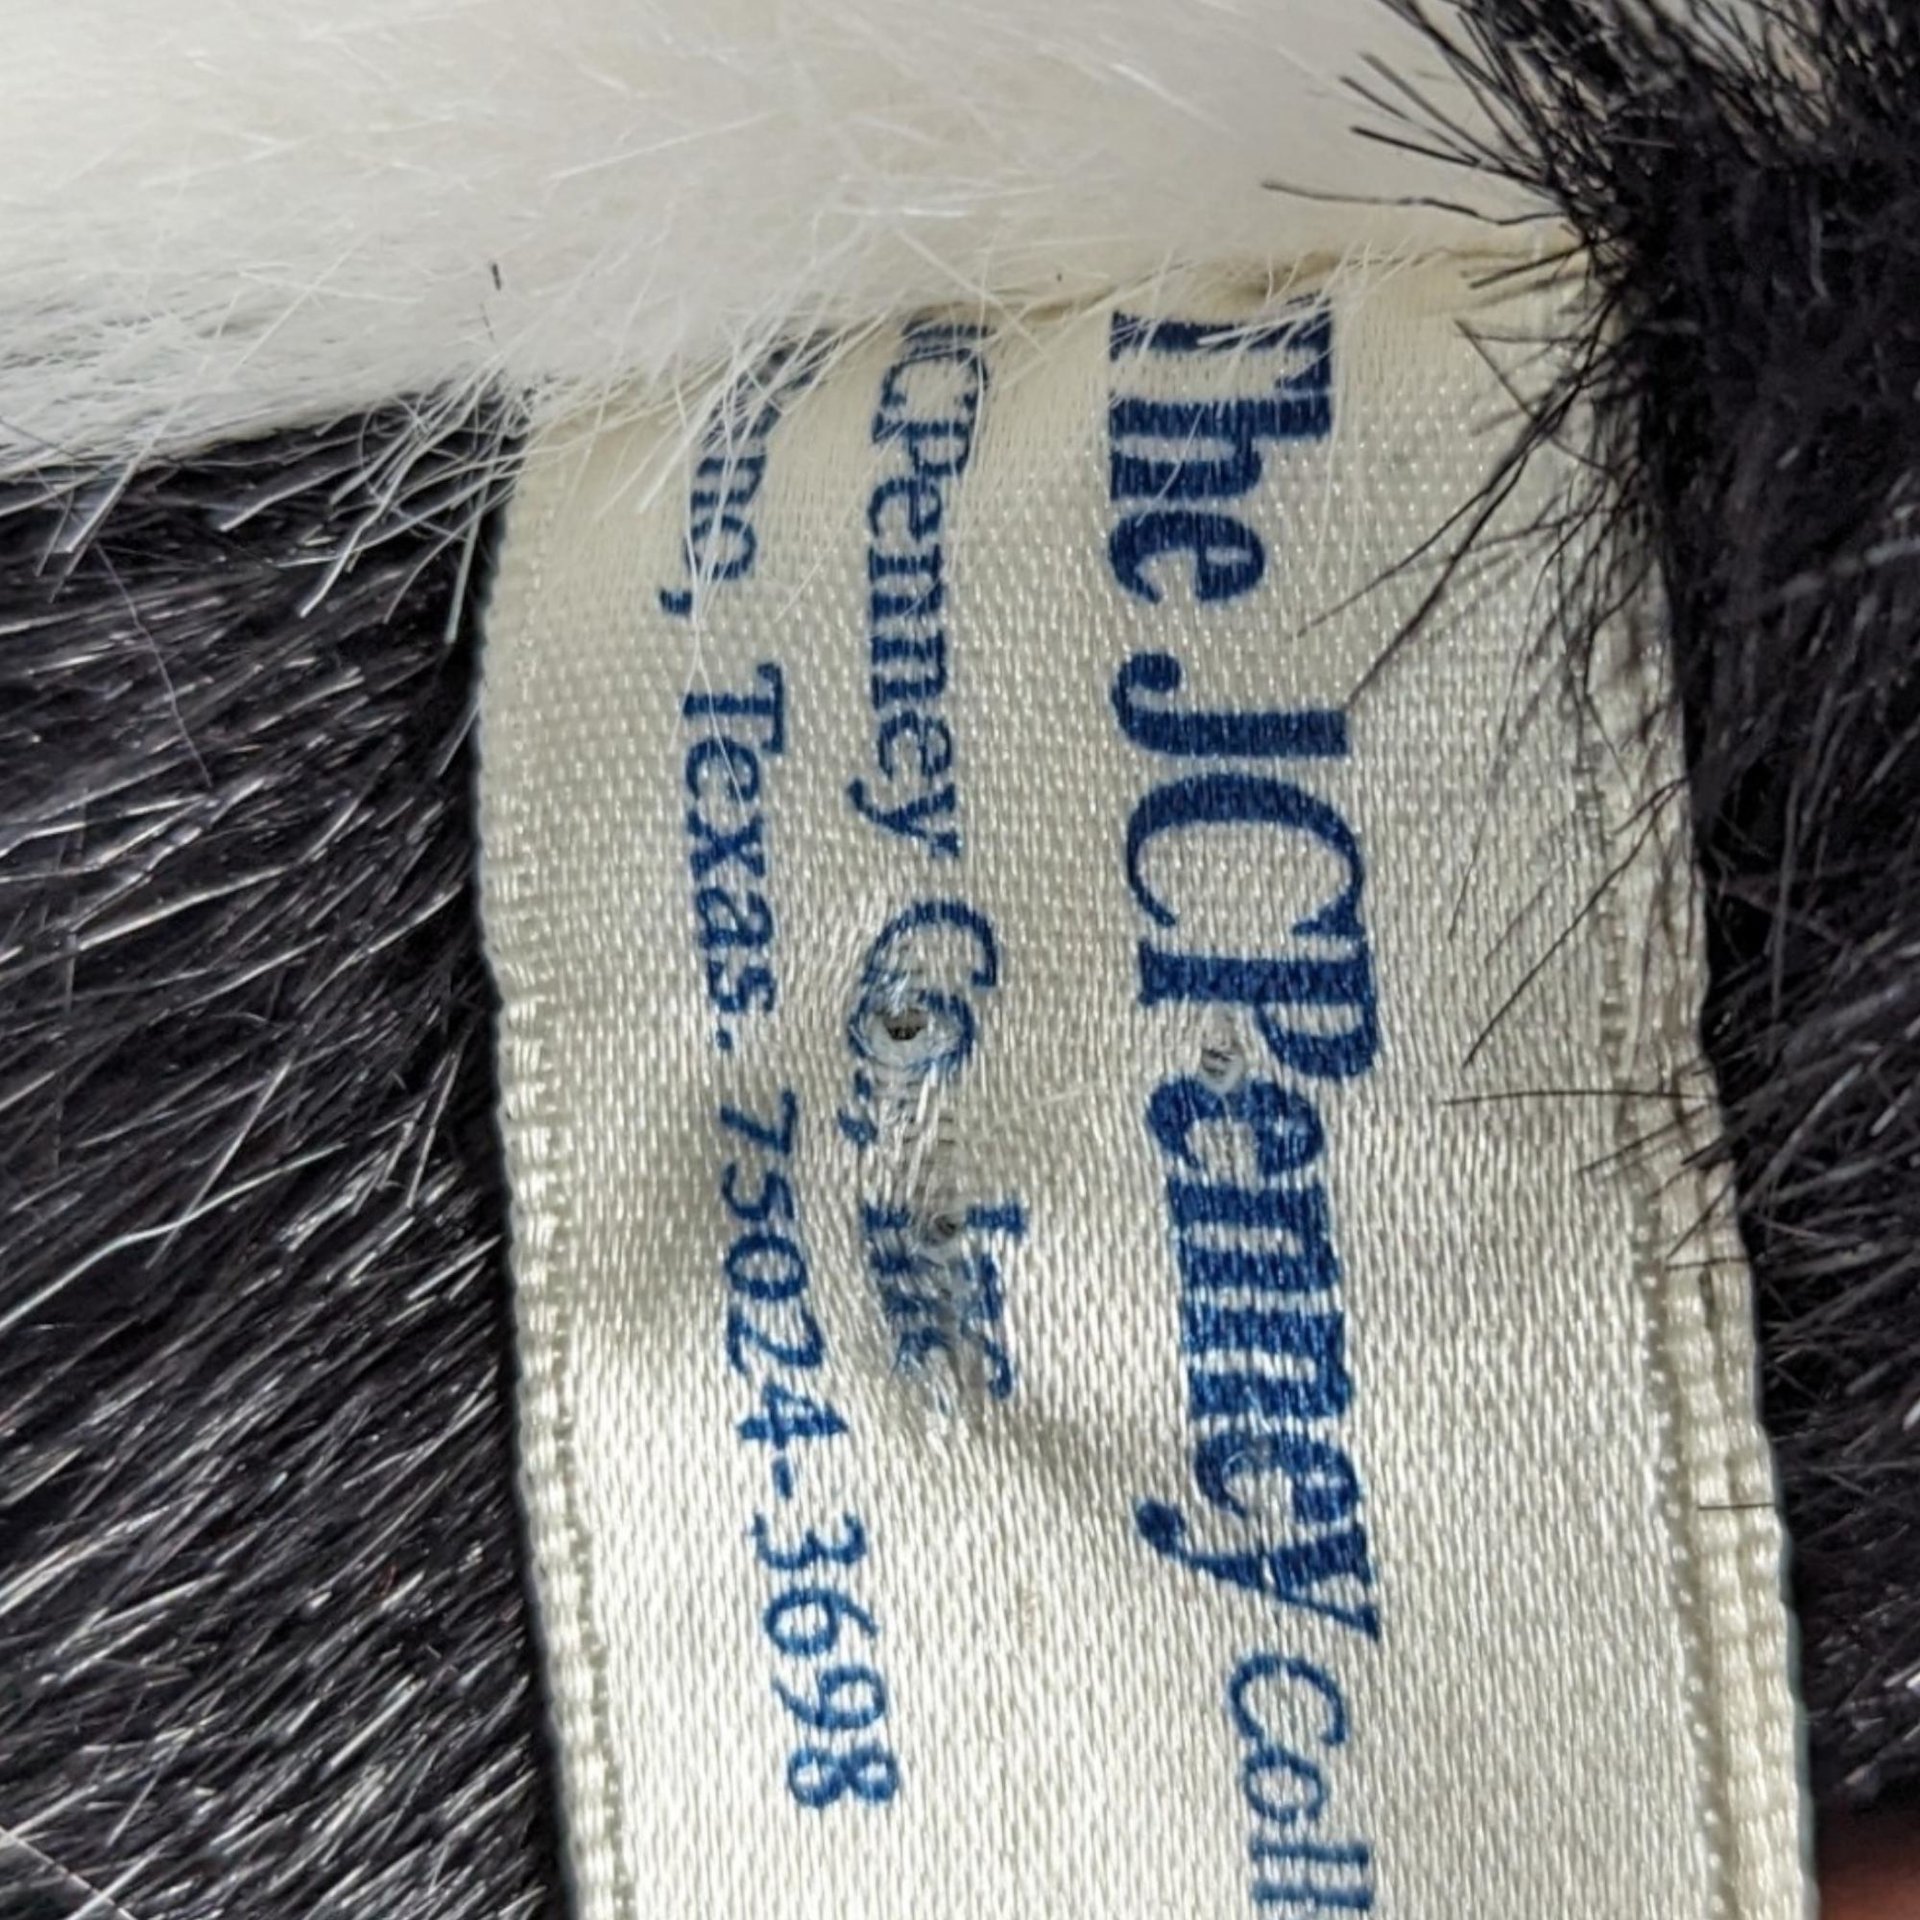 The JCPenney Coll
JCPenney Co., Inc
Texas. 75024-3698